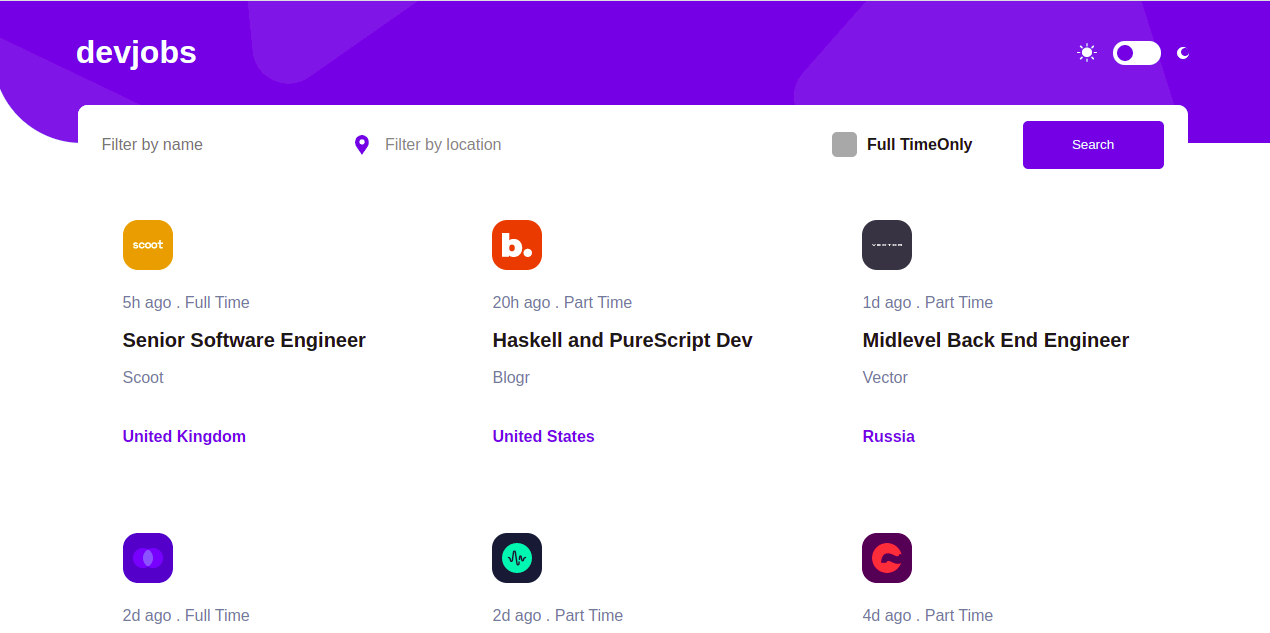 devjobs
Filter by name
Filter by location
Full TimeOnly
Search
scoot
b.
VECTOR
5h ago . Full Time
20h ago . Part Time
1d ago . Part Time
Senior Software Engineer
Haskell and PureScript Dev
Midlevel Back End Engineer
Scoot
Blogr
Vector
United Kingdom
United States
Russia
2d ago . Full Time
2d ago . Part Time
4d ago . Part Time